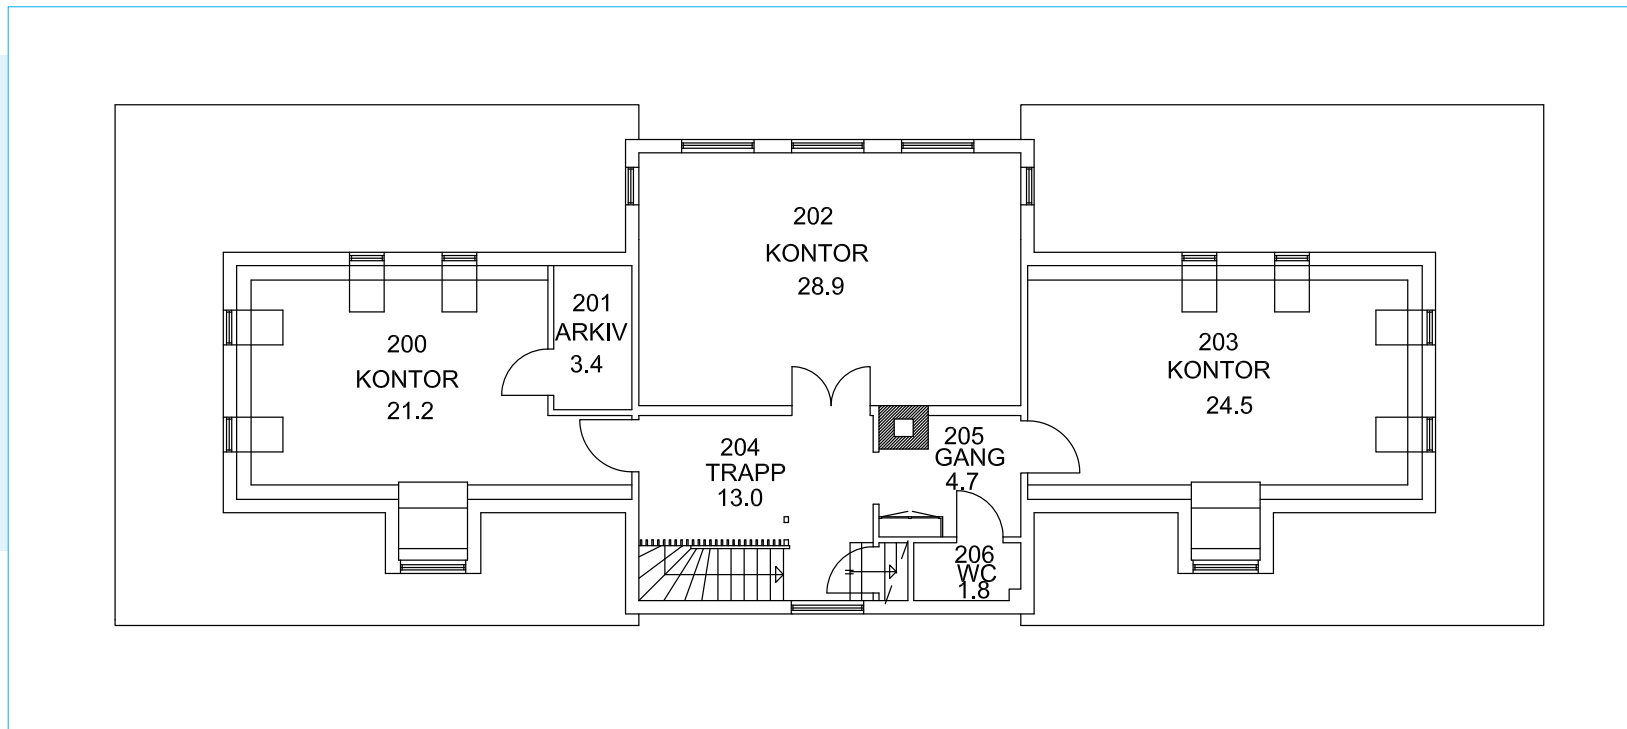 202
KONTOR
28.9
201
ARKIV
3.4
200
KONTOR
21.2
203
KONTOR
24.5
204
TRAPP
13.0
205
GANG
4.7
206
WC
1.8